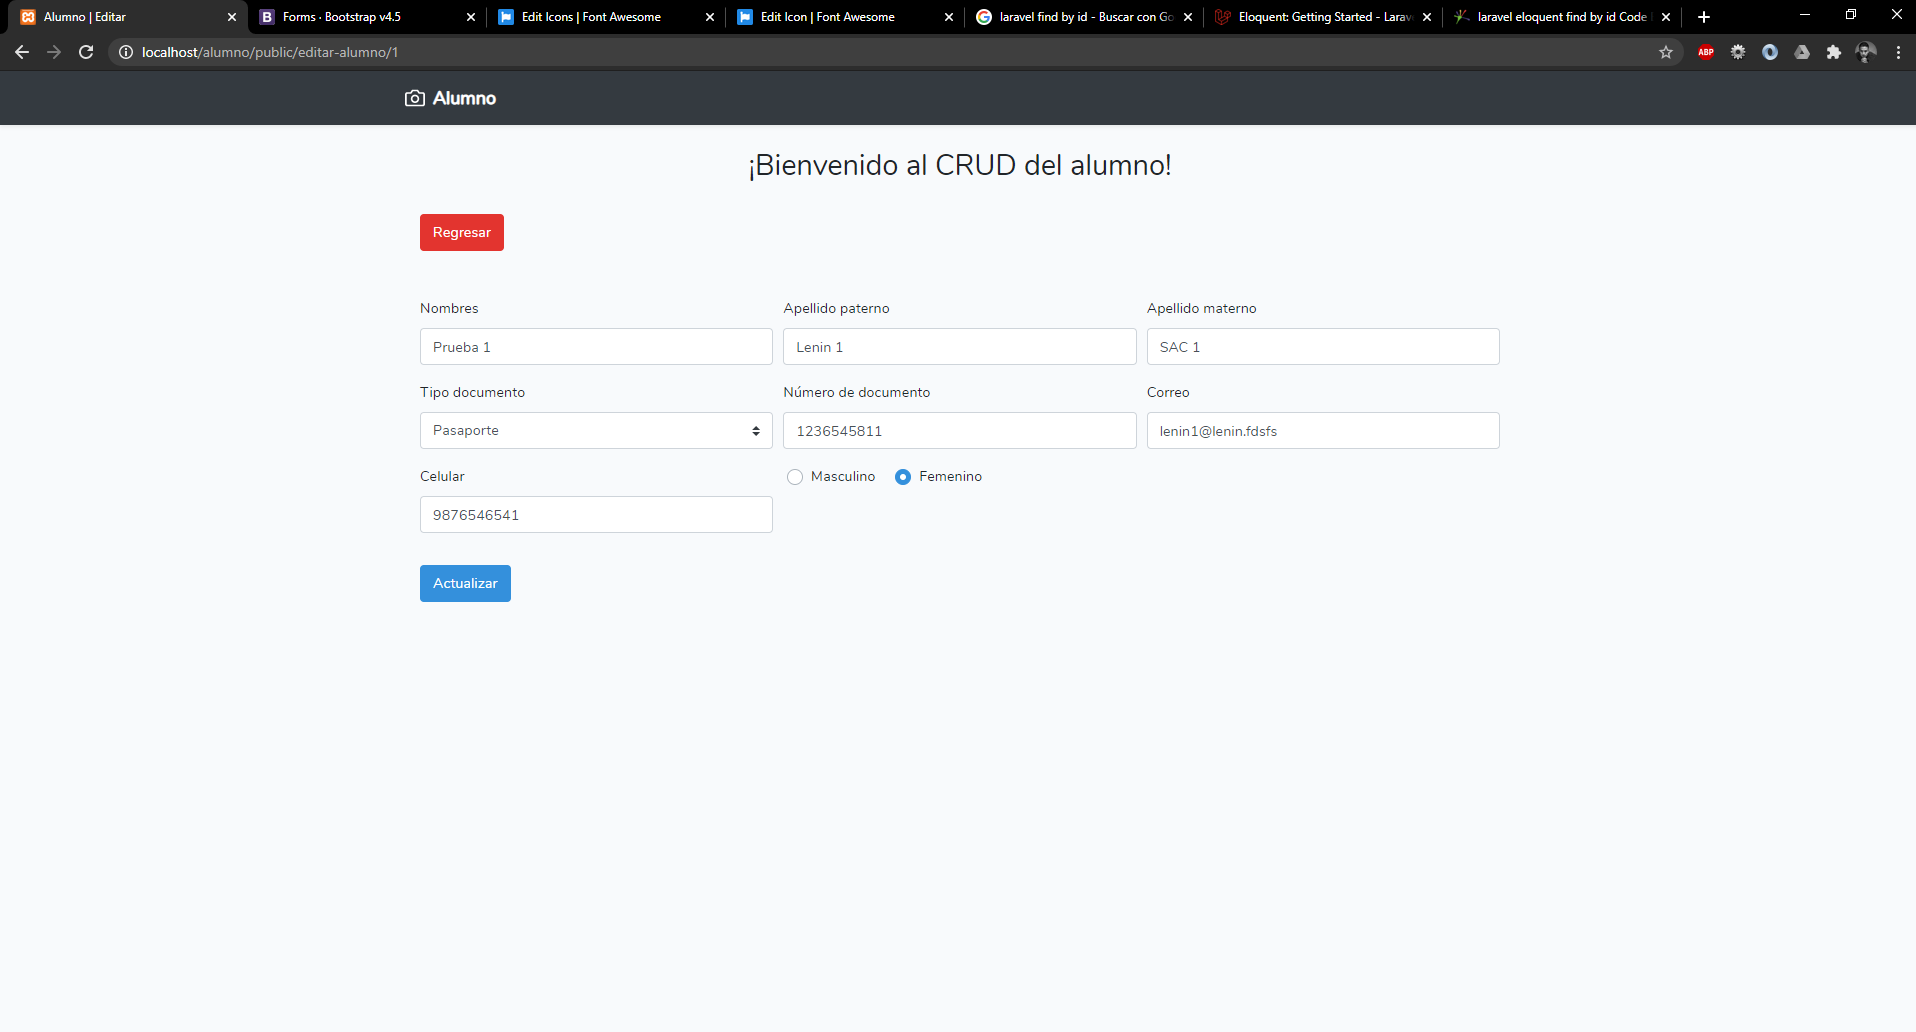 Alumno | Editar
Forms · Bootstrap v4.5
Edit Icons | Font Awesome
Edit Icon | Font Awesome
laravel find by id - Buscar con Go
Eloquent: Getting Started - Larav
laravel eloquent find by id Code
localhost/alumno/public/editar-alumno/1
ABP
Alumno
¡Bienvenido al CRUD del alumno!
Regresar
Nombres
Apellido paterno
Apellido materno
Prueba 1
Lenin 1
SAC 1
Tipo documento
Número de documento
Correo
Pasaporte
1236545811
lenin1@lenin.fdsfs
Celular
Masculino
Femenino
9876546541
Actualizar